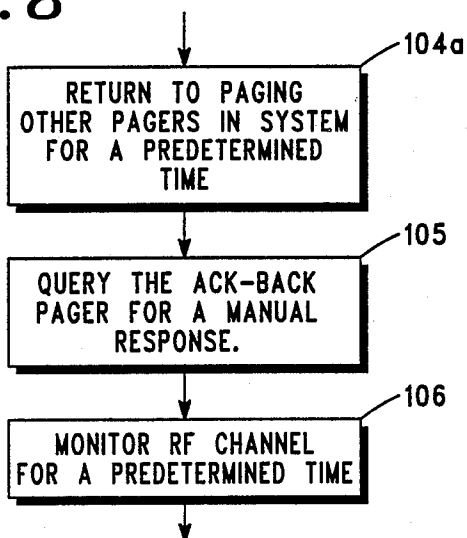 .8
104a
RETURN TO PAGING
OTHER PAGERS IN SYSTEM
FOR A PREDETERMINED
TIME
105
QUERY THE ACK-BACK
PAGER FOR A MANUAL
RESPONSE.
106
MONITOR RF CHANNEL
FOR A PREDETERMINED TIME